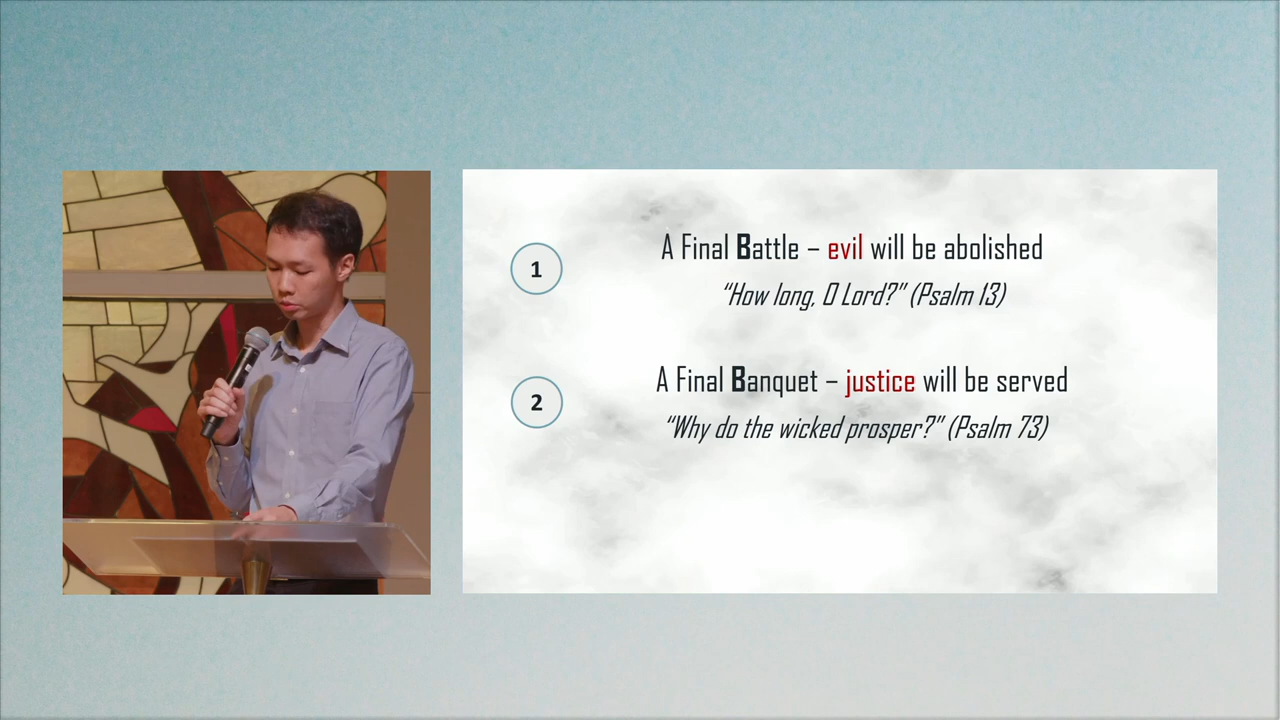 1
A Final Battle – evil will be abolished
“How long, O Lord?” (Psalm 13)
2
A Final Banquet – justice will be served
“Why do the wicked prosper?” (Psalm 73)